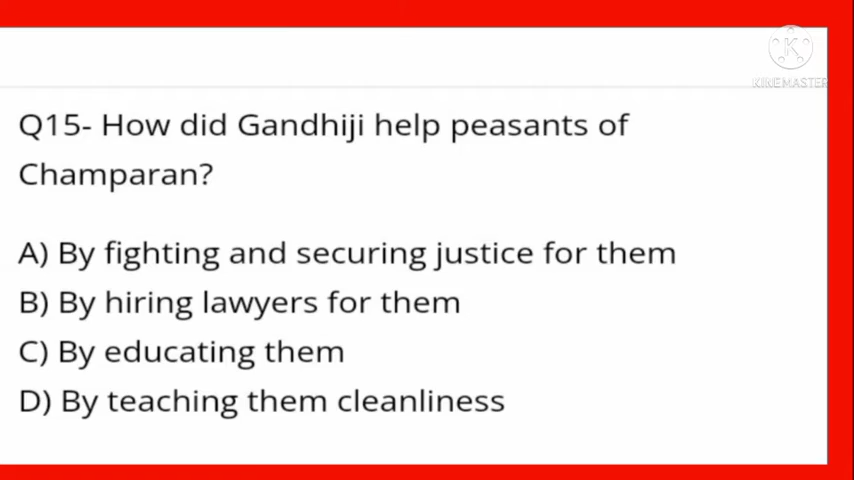 KINEMASTER
Q15- How did Gandhiji help peasants of
Champaran?
A) By fighting and securing justice for them
B) By hiring lawyers for them
C) By educating them
D) By teaching them cleanliness